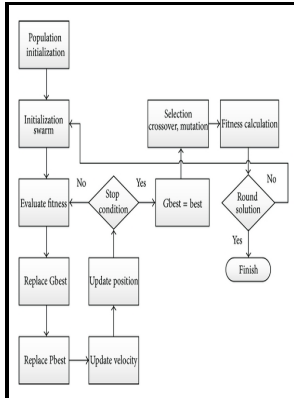 Population
initialization
Initialization
swarm
Selection
crossover, mutation
Fitness calculation
Evaluate fitness
No
Stop
condition
Yes
Gbest = best
Round
solution
No
Yes
Finish
Replace Gbest
Update position
Replace Pbest
Update velocity